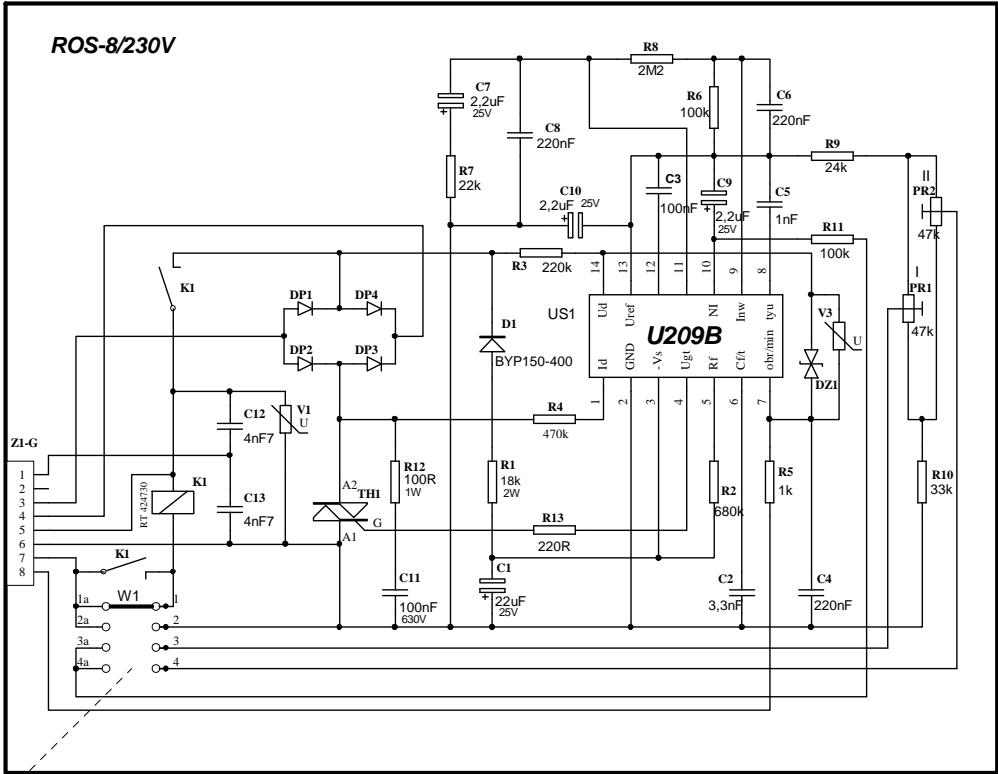 ROS-8/230V
R8
2M2
C7
2,2uF
25V
+
R6
100k
C6
220nF
C8
220nF
R7
22k
R9
24k
C10
2,2uF 25V
+
C3
100nF
C9
2,2uF
25V
+
C5
1nF
II
PR2
47k
R11
100k
I
PR1
47k
R3 220k
14 13 12 11 10 9 8
K1
DP1 DP4
DP2 DP3
D1
BYP150-400
US1
Ud Uref NI Inw tyu
U209B
Id GND -Vs Ugt Rf Cf/t obr/min
1 2 3 4 5 6 7
V3
U
DZ1
R4
470k
C12
4nF7
V1
U
Z1-G
1
2
3
4
5
6
7
8
R12
100R
1W
A2
TH1
G
A1
R1
18k
2W
R2
680k
R5
1k
R10
33k
K1
RT 424730
C13
4nF7
R13
220R
K1
C11
100nF
630V
C1
22uF
25V
+
C2
3,3nF
C4
220nF
W1
1a 1
2a 2
3a 3
4a 4